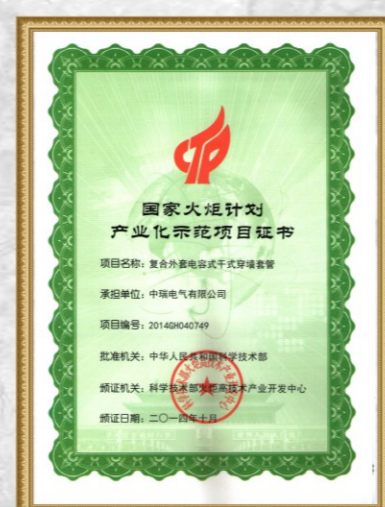 国家火炬计划
产业化示范项目证书
项目名称：复合外套电容式干式穿墙套管
承担单位：中瑞电气有限公司
项目编号：2014GH040749
批准机关：中华人民共和国科学技术部
颁证机关：科学技术部火炬高技术产业开发中心
颁证日期：二〇一四年十月